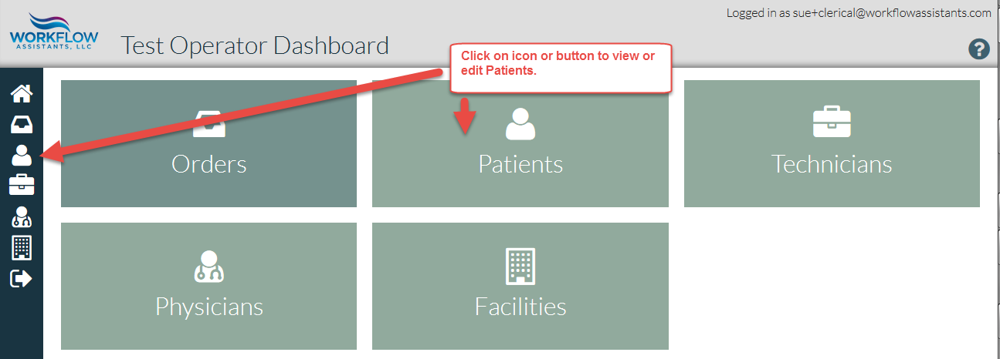 Logged in as sue+clerical@workflowassistants.com
WORKFLOW
ASSISTANTS, LLC
Test Operator Dashboard
?
Click on icon or button to view or
edit Patients.
Orders
Patients
Technicians
Physicians
Facilities